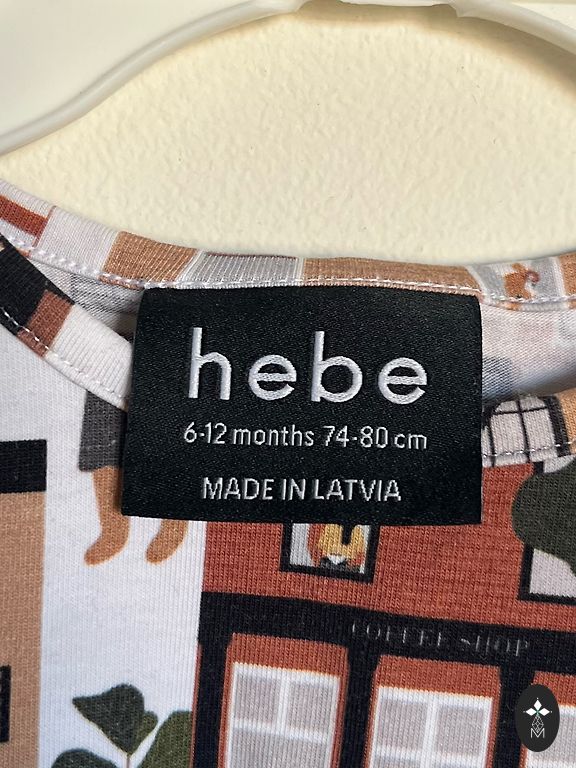 hebe
6-12 months 74-80 cm
MADE IN LATVIA
COFFEE SHOP